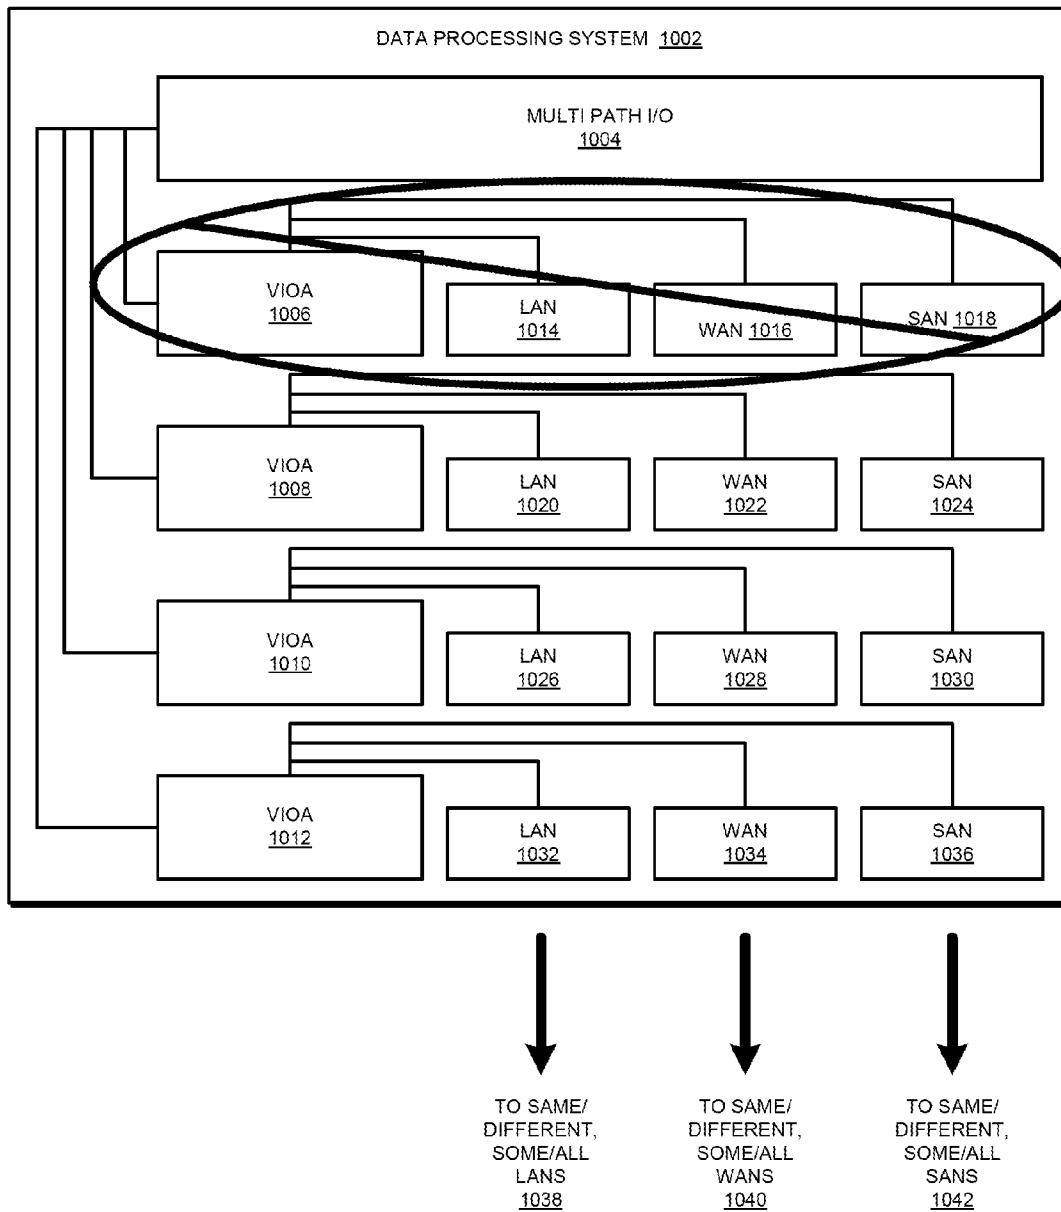 DATA PROCESSING SYSTEM 1002
MULTI PATH I/O
1004
VIOA
1006
LAN
1014
WAN 1016
SAN 1018
VIOA
1008
LAN
1020
WAN
1022
SAN
1024
VIOA
1010
LAN
1026
WAN
1028
SAN
1030
VIOA
1012
LAN
1032
WAN
1034
SAN
1036
TO SAME/
DIFFERENT,
SOME/ALL
LANS
1038
TO SAME/
DIFFERENT,
SOME/ALL
WANS
1040
TO SAME/
DIFFERENT,
SOME/ALL
SANS
1042